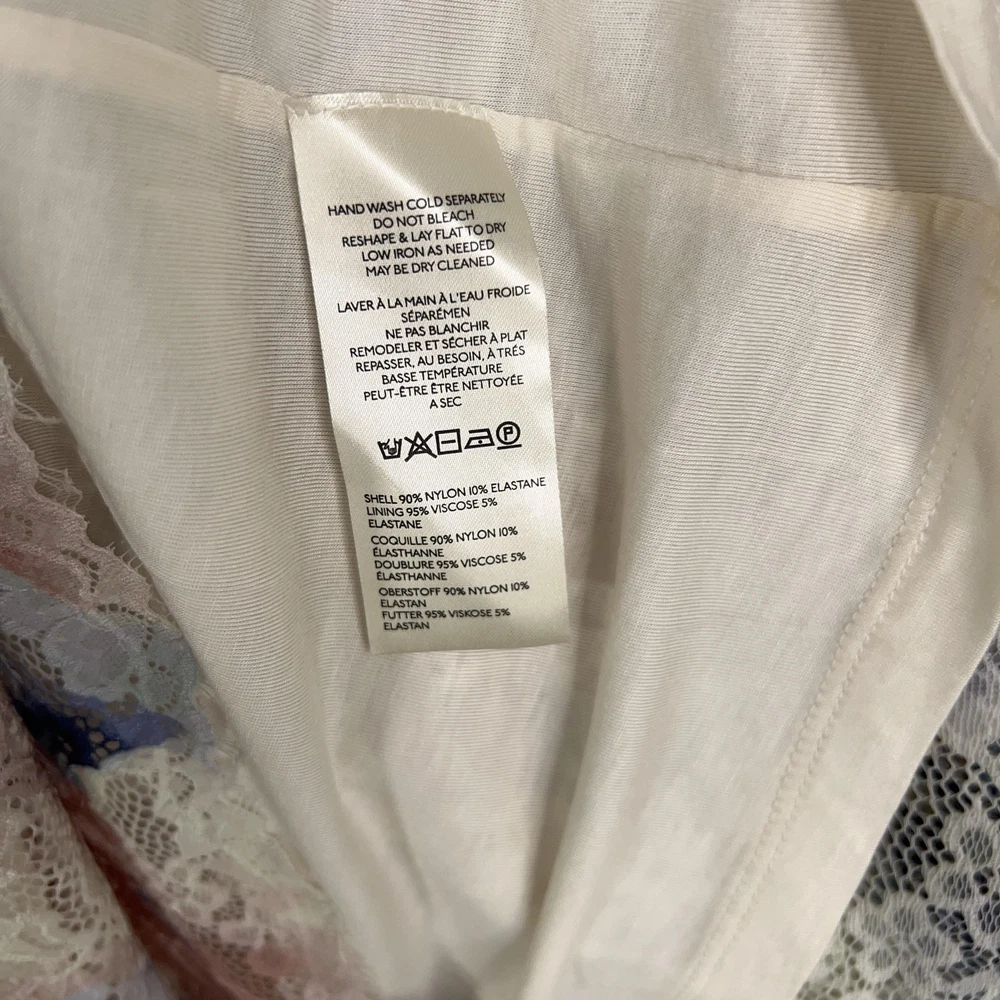 HAND WASH COLD SEPARATELY
DO NOT BLEACH
RESHAPE & LAY FLAT TO DRY
LOW IRON AS NEEDED
MAY BE DRY CLEANED
LAVER À LA MAIN À L'EAU FROIDE
SÉPARÉMEN
NE PAS BLANCHIR
REMODELER ET SÉCHER À PLAT
REPASSER, AU BESOIN, À TRÉS
BASSE TEMPÉRATURE
PEUT-ÊTRE ÊTRE NETTOYÉE
A SEC
P
SHELL 90% NYLON 10% ELASTANE
LINING 95% VISCOSE 5%
ELASTANE
COQUILLE 90% NYLON 10%
ÉLASTHANNE
DOUBLURE 95% VISCOSE 5%
ÉLASTHANNE
OBERSTOFF 90% NYLON 10%
ELASTAN
FUTTER 95% VISKOSE 5%
ELASTAN